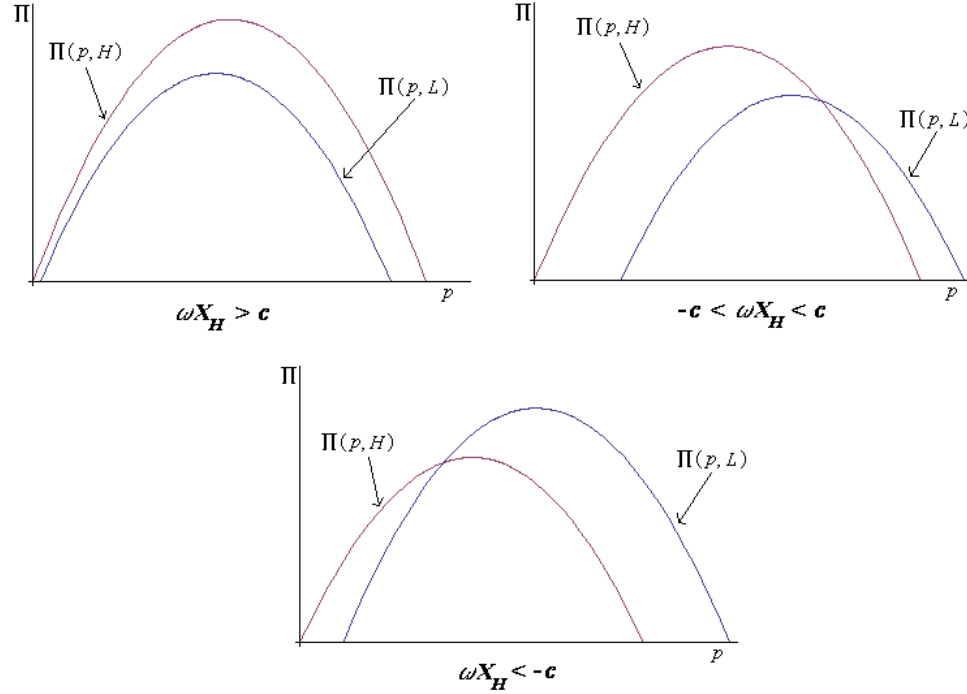 Π
Π(p, H)
Π(p, L)
p
ωX_H > c
Π
Π(p, H)
Π(p, L)
p
-c < ωX_H < c
Π
Π(p, H)
Π(p, L)
p
ωX_H < -c